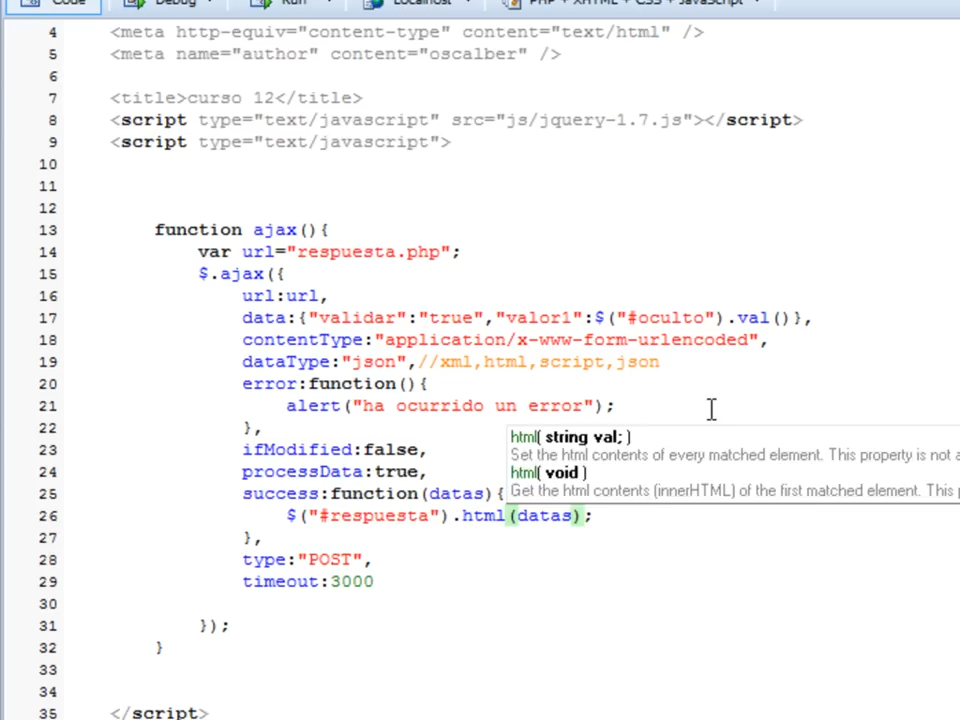 Code Debug Run Localhost PHP + XHTML + CSS + JavaScript
4 <meta http-equiv="content-type" content="text/html" />
5 <meta name="author" content="oscalber" />
6
7 <title>curso 12</title>
8 <script type="text/javascript" src="js/jquery-1.7.js"></script>
9 <script type="text/javascript">
10
11
12
13 function ajax(){
14 var url="respuesta.php";
15 $.ajax({
16 url:url,
17 data:{"validar":"true","valor1":$("#oculto").val()},
18 contentType:"application/x-www-form-urlencoded",
19 dataType:"json",//xml,html,script,json
20 error:function(){
21 alert("ha ocurrido un error");
22 },
html( string val; )
23 ifModified:false,
Set the html contents of every matched element. This property is not a
24 processData:true,
html( void )
25 success:function(datas){
Get the html contents (innerHTML) of the first matched element. This
26 $("#respuesta").html(datas);
27 },
28 type:"POST",
29 timeout:3000
30
31 });
32 }
33
34
35 </script>